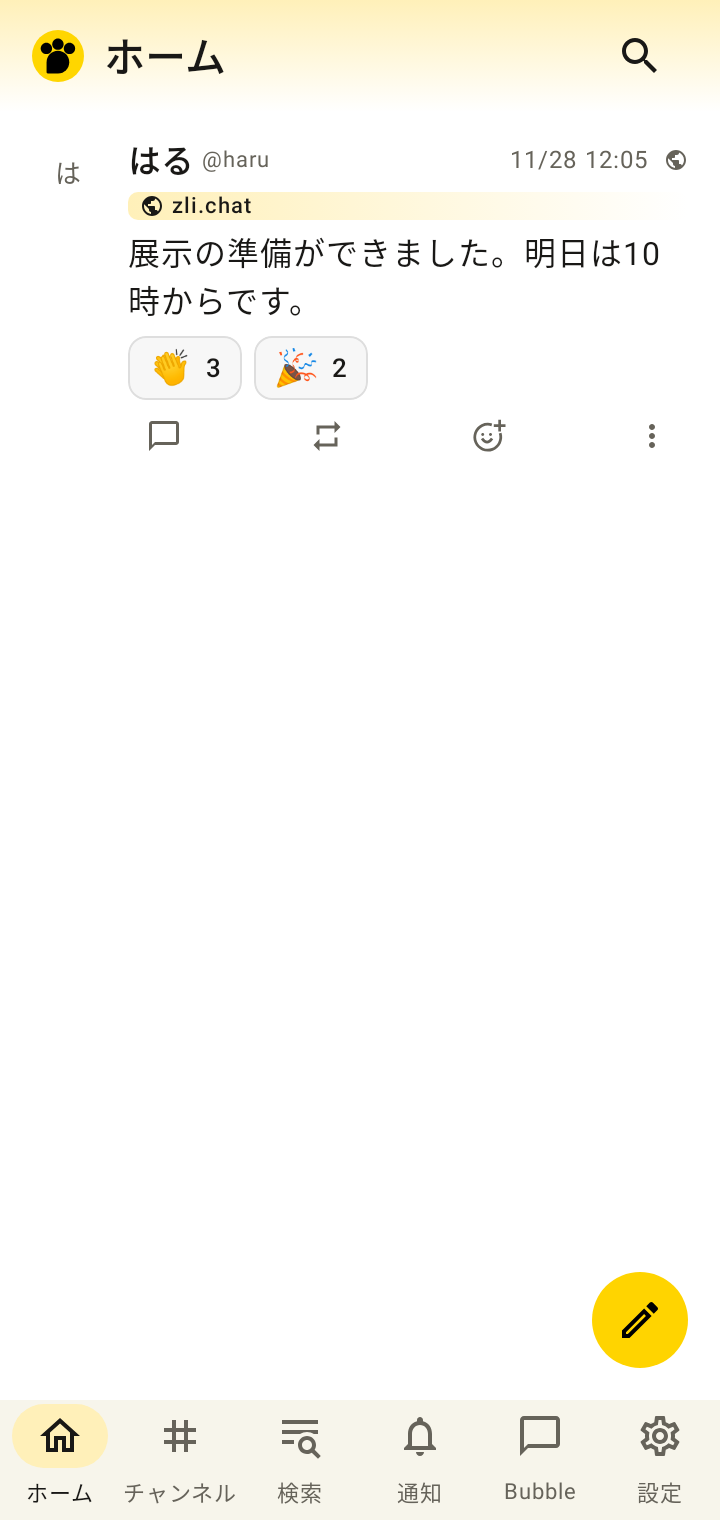 ホーム
は
はる @haru 11/28 12:05
zli.chat
展示の準備ができました。明日は10
時からです。
👏 3 🎉 2
ホーム チャンネル 検索 通知 Bubble 設定